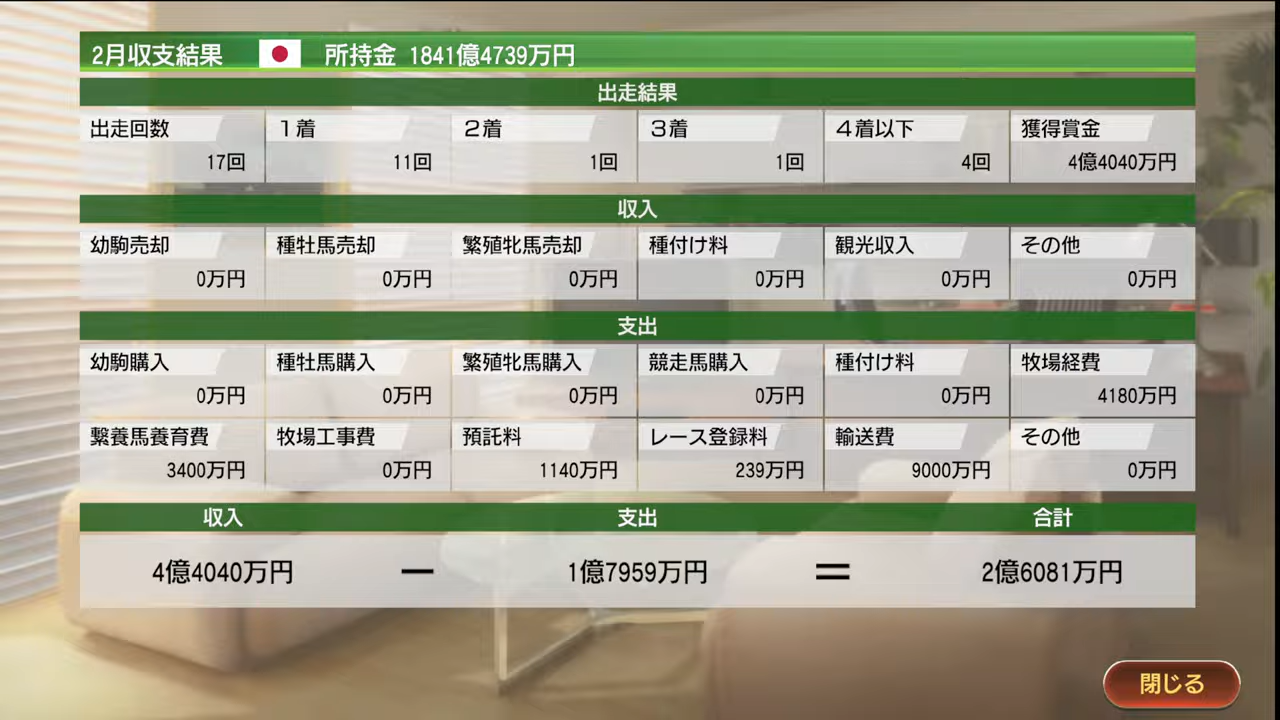 2月収支結果 所持金 1841億4739万円
出走結果
出走回数 1着 2着 3着 4着以下 獲得賞金
17回 11回 1回 1回 4回 4億4040万円
収入
幼駒売却 種牡馬売却 繁殖牝馬売却 種付け料 観光収入 その他
0万円 0万円 0万円 0万円 0万円 0万円
支出
幼駒購入 種牡馬購入 繁殖牝馬購入 競走馬購入 種付け料 牧場経費
0万円 0万円 0万円 0万円 0万円 4180万円
繋養馬養育費 牧場工事費 預託料 レース登録料 輸送費 その他
3400万円 0万円 1140万円 239万円 9000万円 0万円
収入 支出 合計
4億4040万円 － 1億7959万円 ＝ 2億6081万円
閉じる